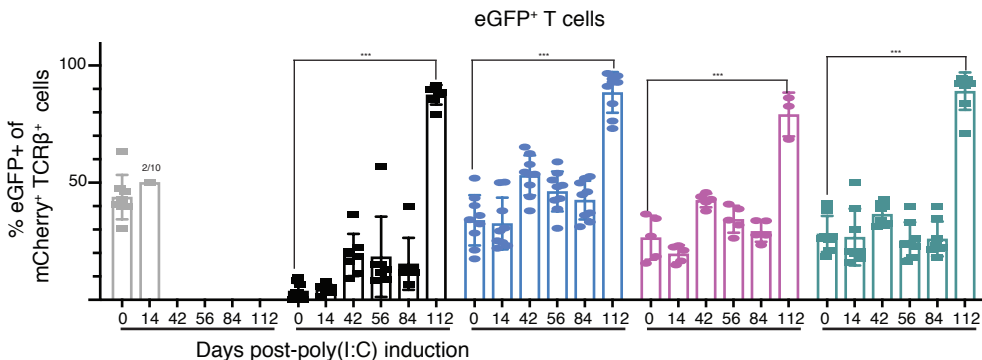 eGFP⁺ T cells
% eGFP+ of
mCherry⁺ TCRβ⁺ cells
100
50
2/10
***
***
***
***
0 14 42 56 84 112 0 14 42 56 84 112 0 14 42 56 84 112 0 14 42 56 84 112 0 14 42 56 84 112
Days post-poly(I:C) induction